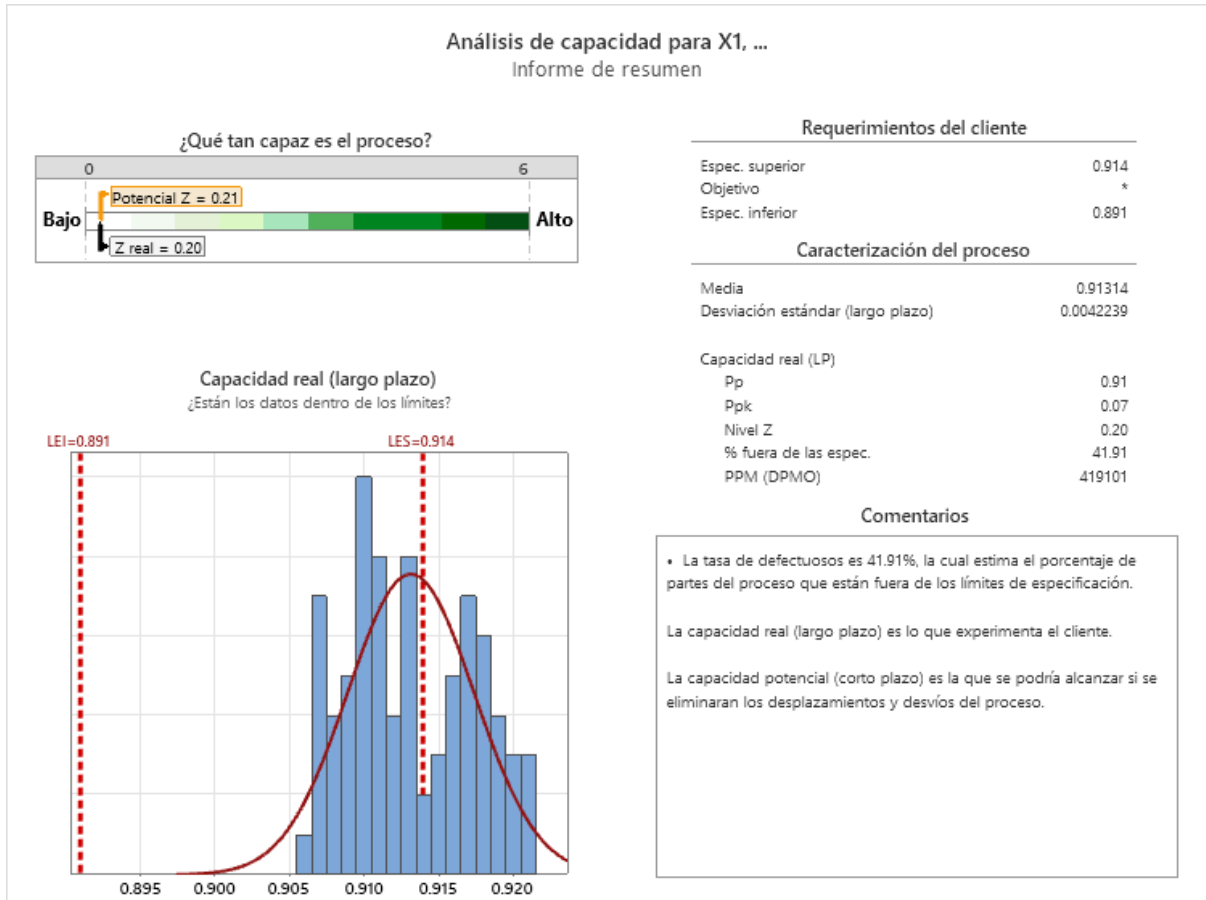 Análisis de capacidad para X1, ...
Informe de resumen
¿Qué tan capaz es el proceso?
0 6
Potencial Z = 0.21
Bajo Alto
Z real = 0.20
Requerimientos del cliente
Espec. superior 0.914
Objetivo *
Espec. inferior 0.891
Caracterización del proceso
Media 0.91314
Desviación estándar (largo plazo) 0.0042239
Capacidad real (LP)
Pp 0.91
Ppk 0.07
Nivel Z 0.20
% fuera de las espec. 41.91
PPM (DPMO) 419101
Capacidad real (largo plazo)
¿Están los datos dentro de los límites?
LEI=0.891 LES=0.914
0.895 0.900 0.905 0.910 0.915 0.920
Comentarios
• La tasa de defectuosos es 41.91%, la cual estima el porcentaje de
partes del proceso que están fuera de los límites de especificación.
La capacidad real (largo plazo) es lo que experimenta el cliente.
La capacidad potencial (corto plazo) es la que se podría alcanzar si se
eliminaran los desplazamientos y desvíos del proceso.